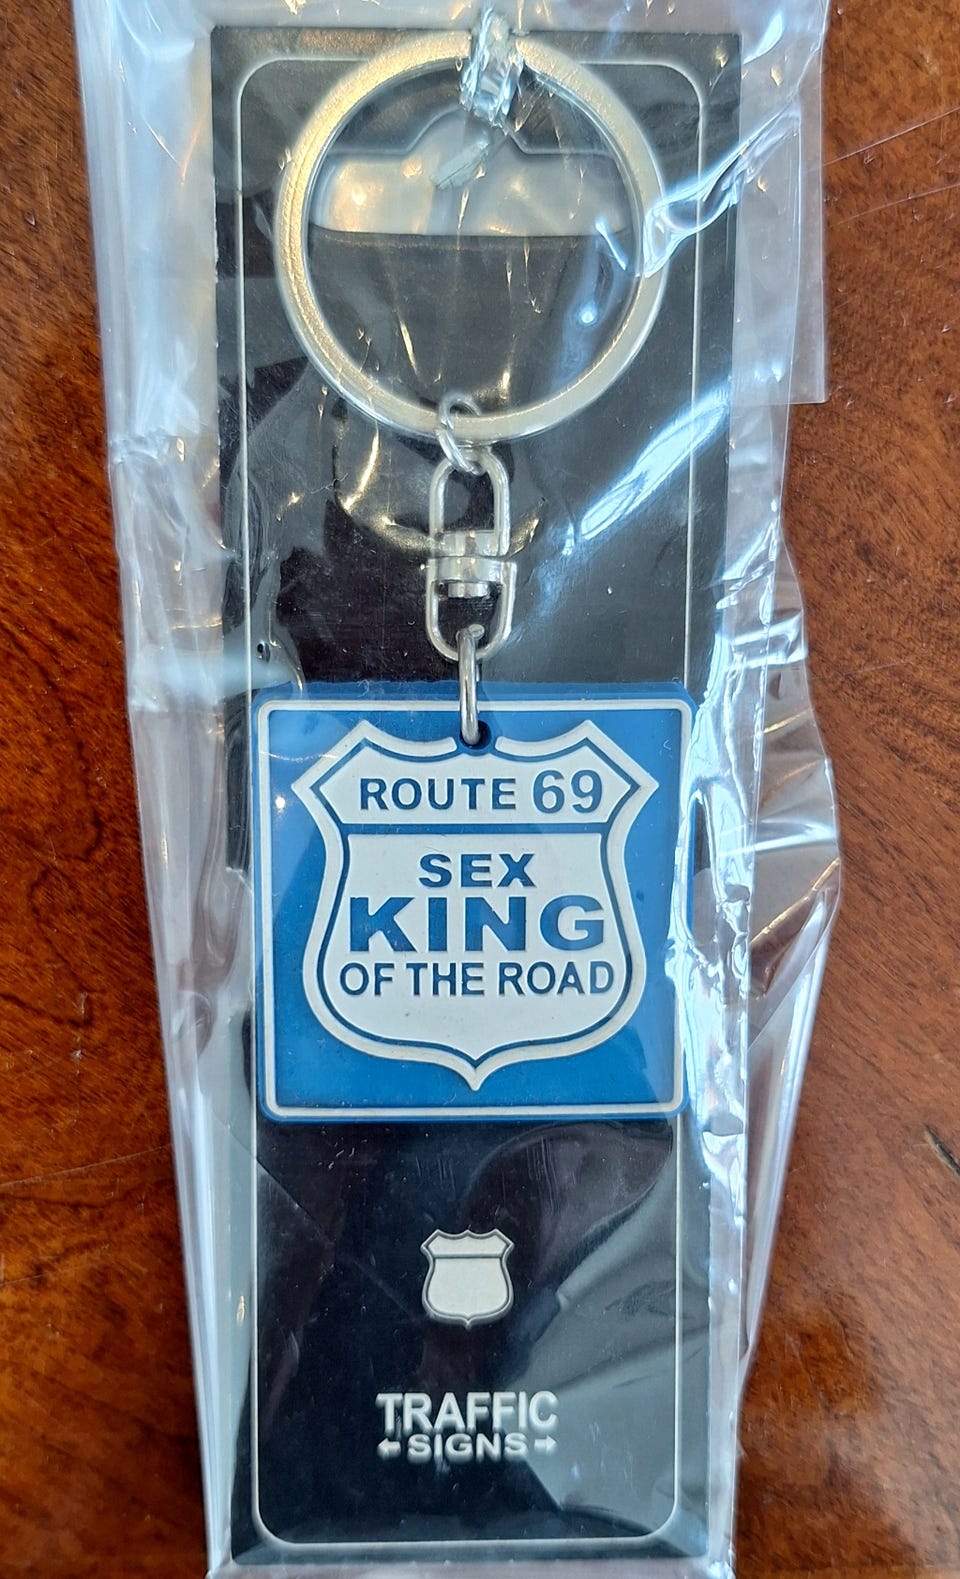 ROUTE 69
SEX
KING
OF THE ROAD
TRAFFIC
←SIGNS→